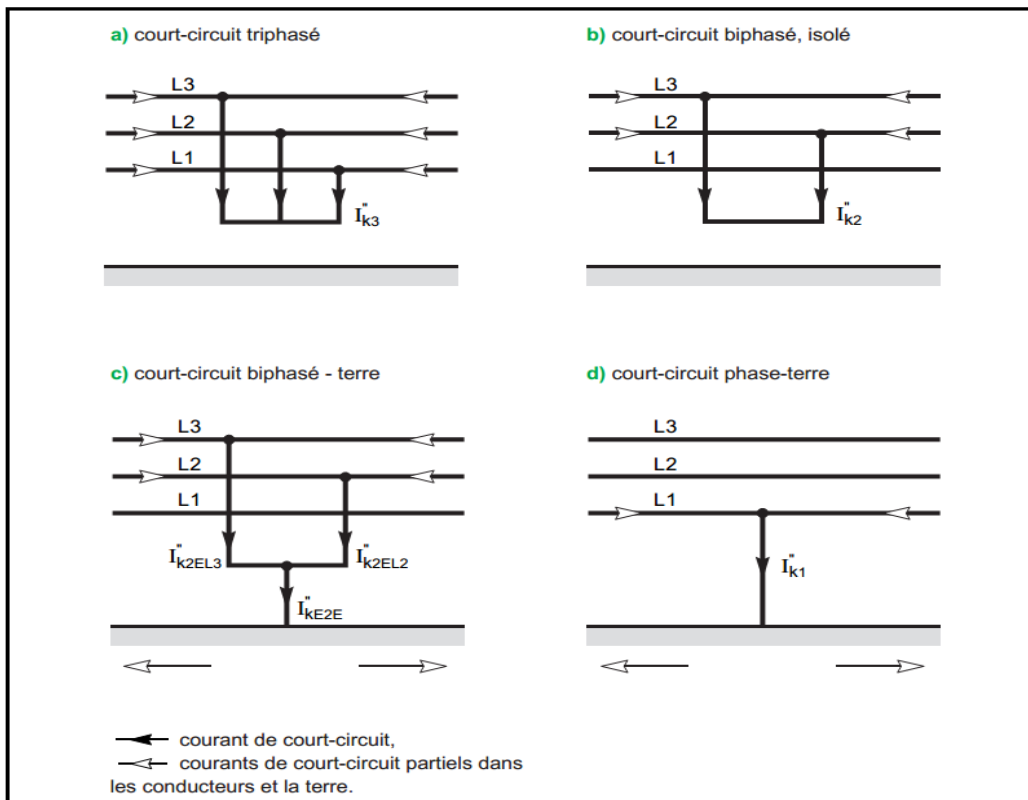 a) court-circuit triphasé
L3
L2
L1
I"k3
b) court-circuit biphasé, isolé
L3
L2
L1
I"k2
c) court-circuit biphasé - terre
L3
L2
L1
I"k2EL3
I"k2EL2
I"kE2E
d) court-circuit phase-terre
L3
L2
L1
I"k1
courant de court-circuit,
courants de court-circuit partiels dans
les conducteurs et la terre.